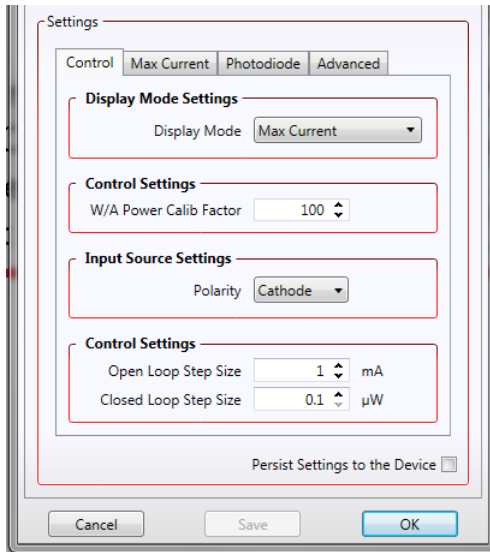 Settings
Control Max Current Photodiode Advanced
Display Mode Settings
Display Mode Max Current
Control Settings
W/A Power Calib Factor 100
Input Source Settings
Polarity Cathode
Control Settings
Open Loop Step Size 1 mA
Closed Loop Step Size 0.1 µW
Persist Settings to the Device
Cancel Save OK